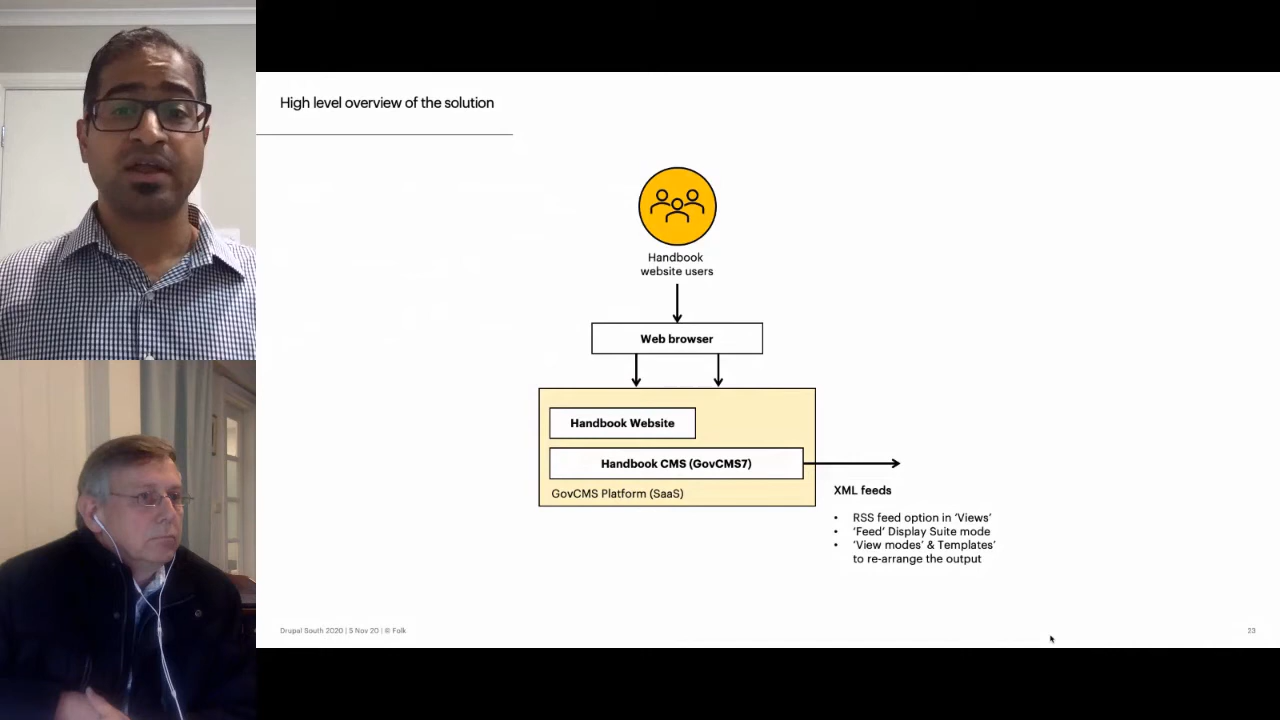 High level overview of the solution
Handbook
website users
Web browser
Handbook Website
Handbook CMS (GovCMS7)
GovCMS Platform (SaaS)
XML feeds
• RSS feed option in ‘Views’
• ‘Feed’ Display Suite mode
• ‘View modes’ & Templates’
to re-arrange the output
Drupal South 2020 | 5 Nov 20 | © Folk
23